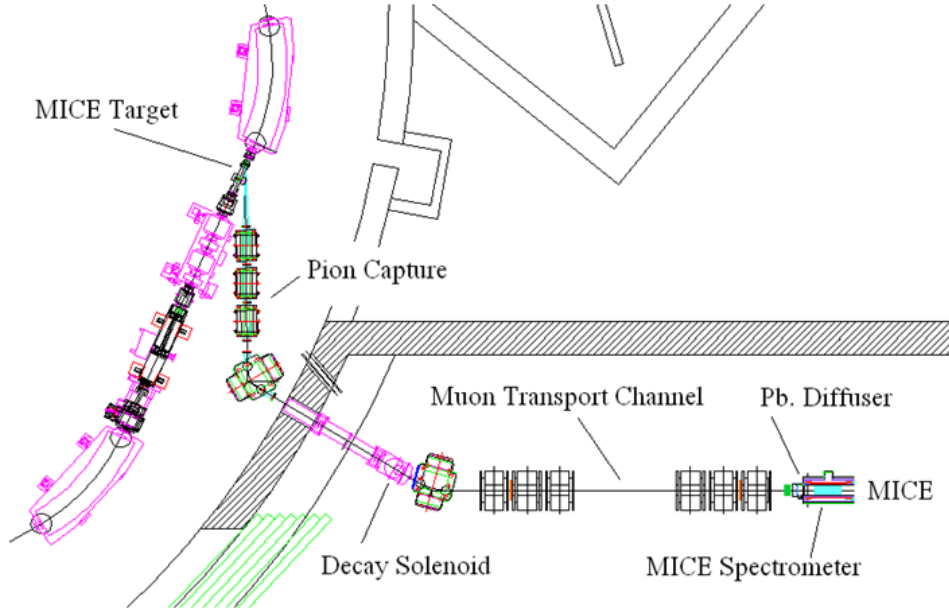 MICE Target
Pion Capture
Muon Transport Channel
Pb. Diffuser
MICE
Decay Solenoid
MICE Spectrometer